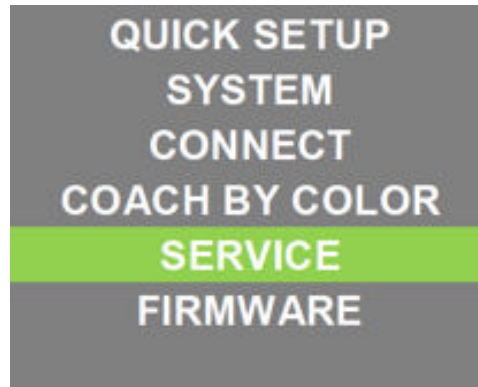 QUICK SETUP
SYSTEM
CONNECT
COACH BY COLOR
SERVICE
FIRMWARE